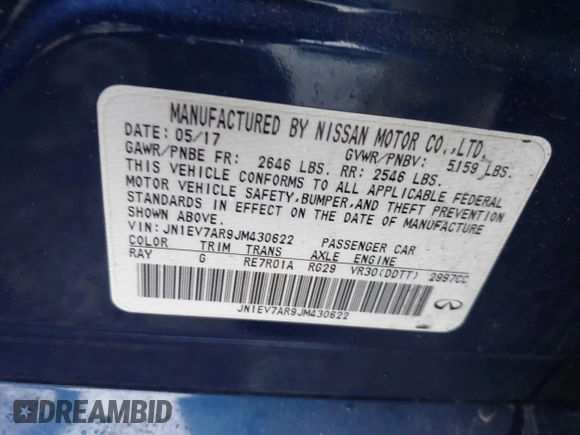 MANUFACTURED BY NISSAN MOTOR CO.,LTD.
DATE: 05/17 GVWR/PNBV: 5159 LBS.
GAWR/PNBE FR: 2646 LBS. RR: 2546 LBS.
THIS VEHICLE CONFORMS TO ALL APPLICABLE FEDERAL
MOTOR VEHICLE SAFETY,BUMPER,AND THEFT PREVENTION
STANDARDS IN EFFECT ON THE DATE OF MANUFACTURE
SHOWN ABOVE.
VIN: JN1EV7AR9JM430622 PASSENGER CAR
COLOR TRIM TRANS AXLE ENGINE
RAY G RE7R01A RG29 VR30(DDTT) 2997CC
JN1EV7AR9JM430622
DREAMBID